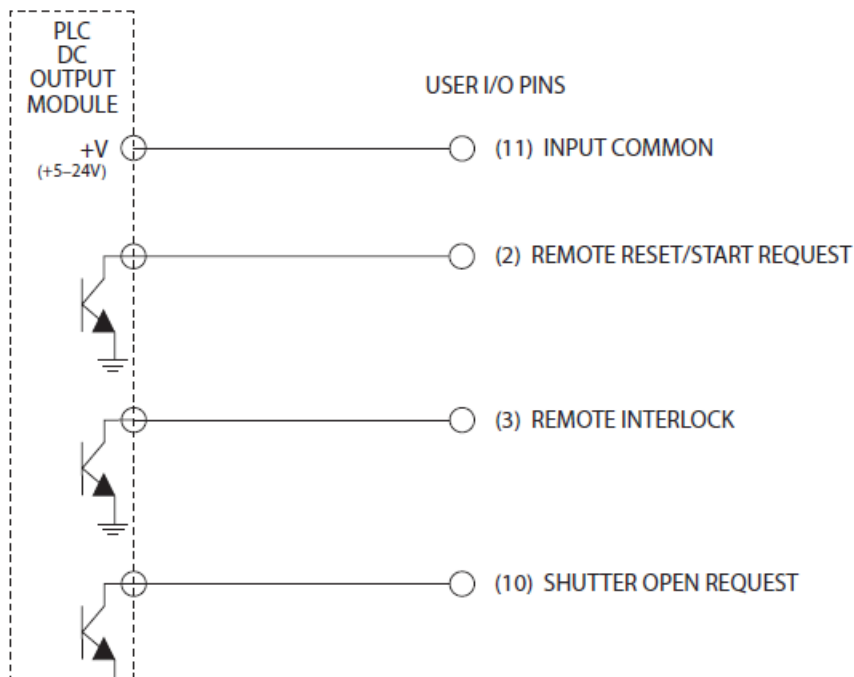 PLC
DC
OUTPUT
MODULE
USER I/O PINS
+V
(+5–24V)
(11) INPUT COMMON
(2) REMOTE RESET/START REQUEST
(3) REMOTE INTERLOCK
(10) SHUTTER OPEN REQUEST